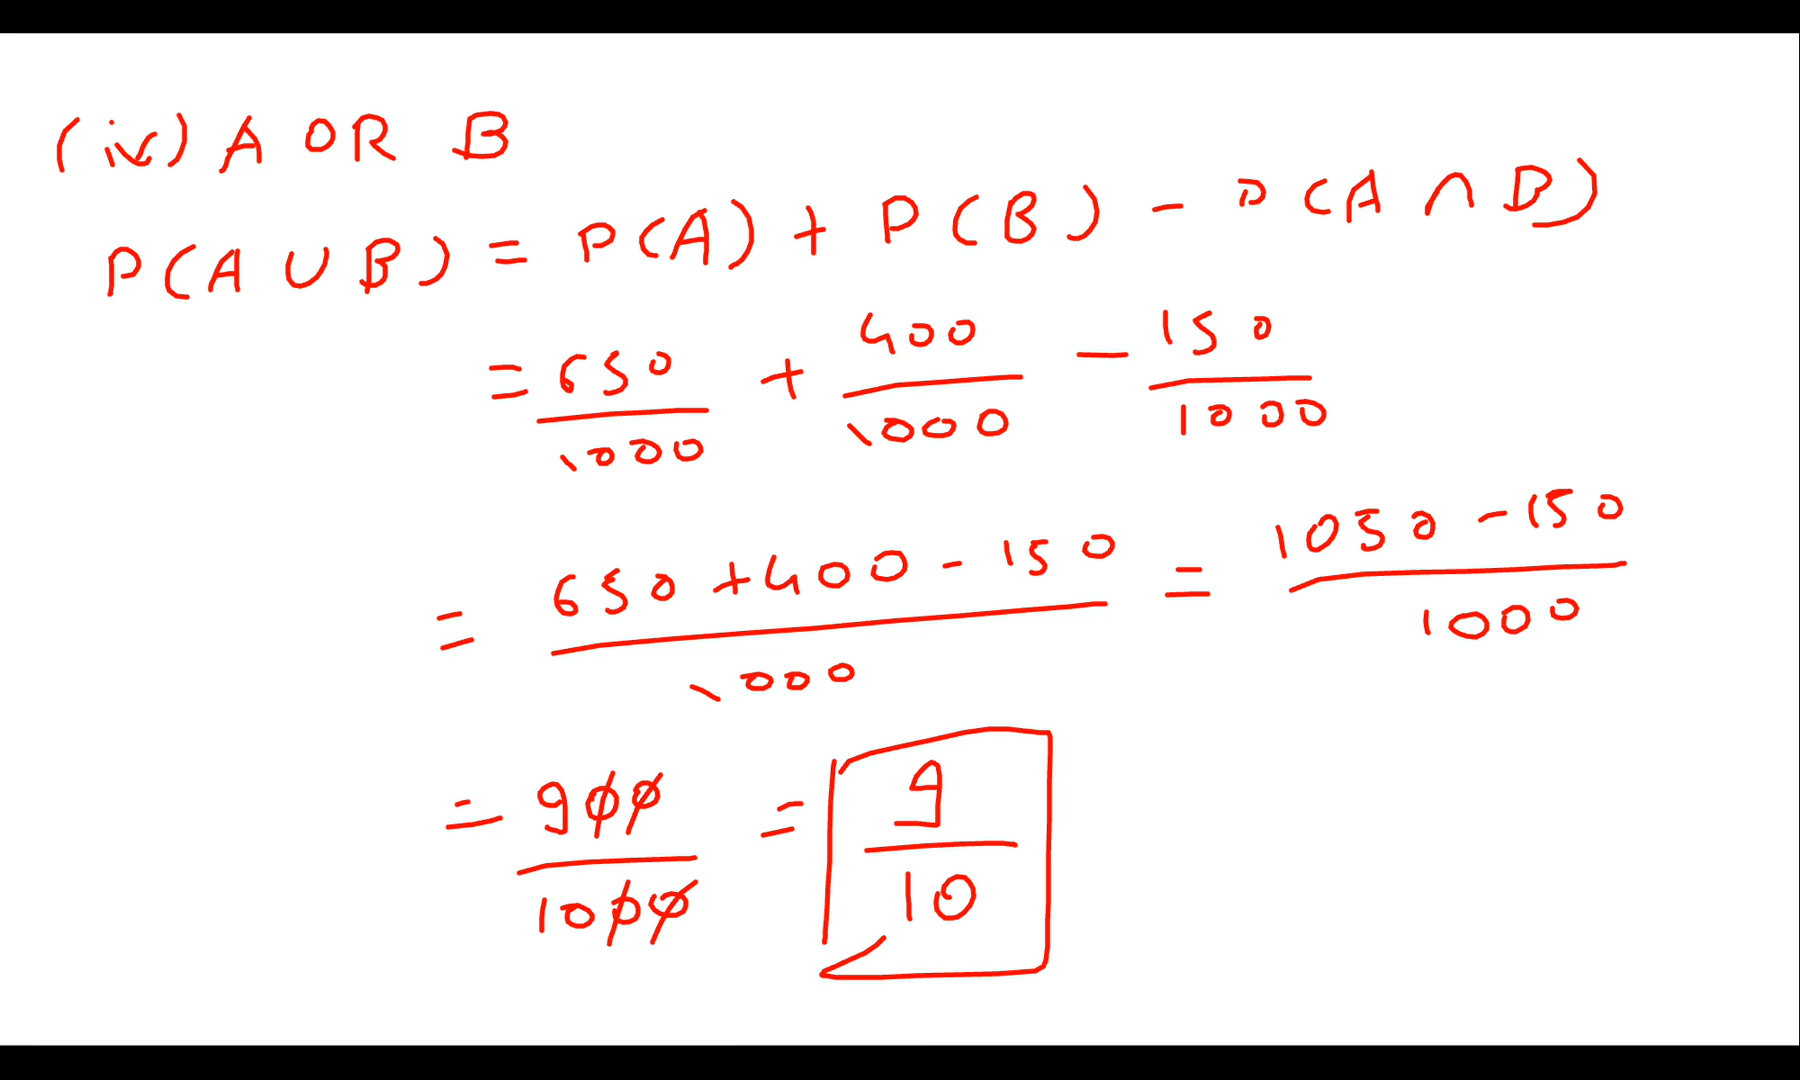 (iv) A OR B
P(A ∪ B) = P(A) + P(B) - P(A ∩ B)
= 650/1000 + 400/1000 - 150/1000
= 650+400-150/1000 = 1050-150/1000
= 900/1000 = 9/10